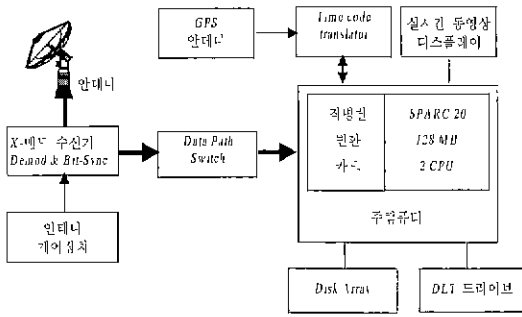 GPS
안테나
Time code
translator
실시간 동영상
디스플레이
안테나
X-밴드 수신기
Demod & Bit-Sync
Data Path
Switch
직병렬
변환
카드
SPARC 20
128 MB
2 CPU
주컴퓨터
안테나
제어장치
Disk Array
DLT 드라이브